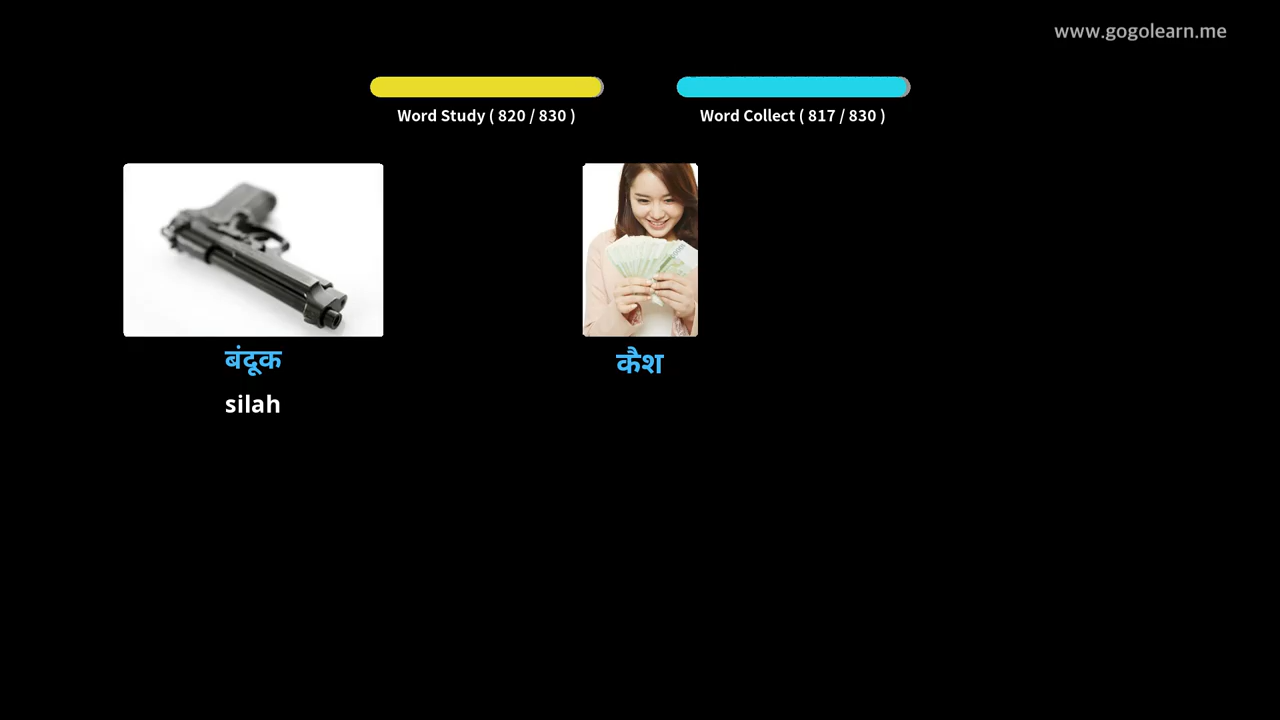 www.gogolearn.me
Word Study ( 820 / 830 )
Word Collect ( 817 / 830 )
बंदूक
कैश
silah